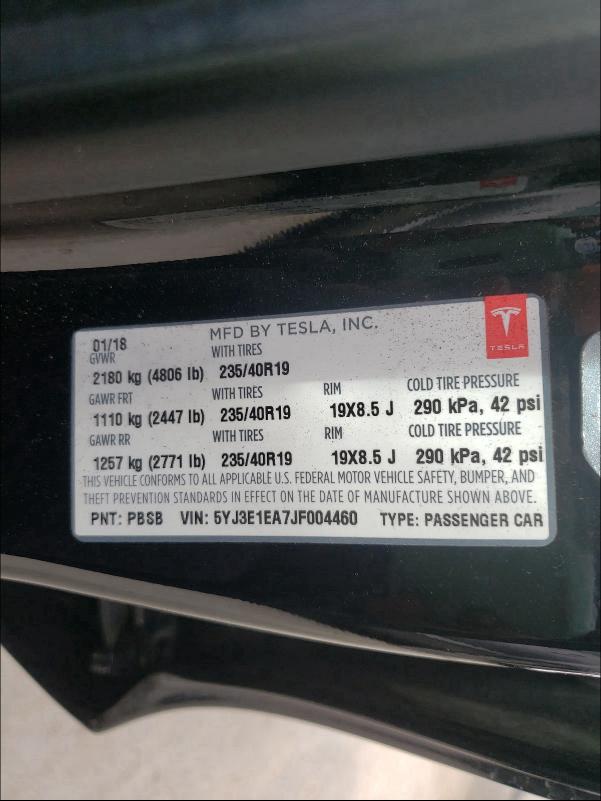 MFD BY TESLA, INC.
TESLA
01/18
GVWR WITH TIRES
2180 kg (4806 lb) 235/40R19
GAWR FRT WITH TIRES RIM COLD TIRE PRESSURE
1110 kg (2447 lb) 235/40R19 19X8.5 J 290 kPa, 42 psi
GAWR RR WITH TIRES RIM COLD TIRE PRESSURE
1257 kg (2771 lb) 235/40R19 19X8.5 J 290 kPa, 42 psi
THIS VEHICLE CONFORMS TO ALL APPLICABLE U.S. FEDERAL MOTOR VEHICLE SAFETY, BUMPER, AND
THEFT PREVENTION STANDARDS IN EFFECT ON THE DATE OF MANUFACTURE SHOWN ABOVE.
PNT: PBSB VIN: 5YJ3E1EA7JF004460 TYPE: PASSENGER CAR